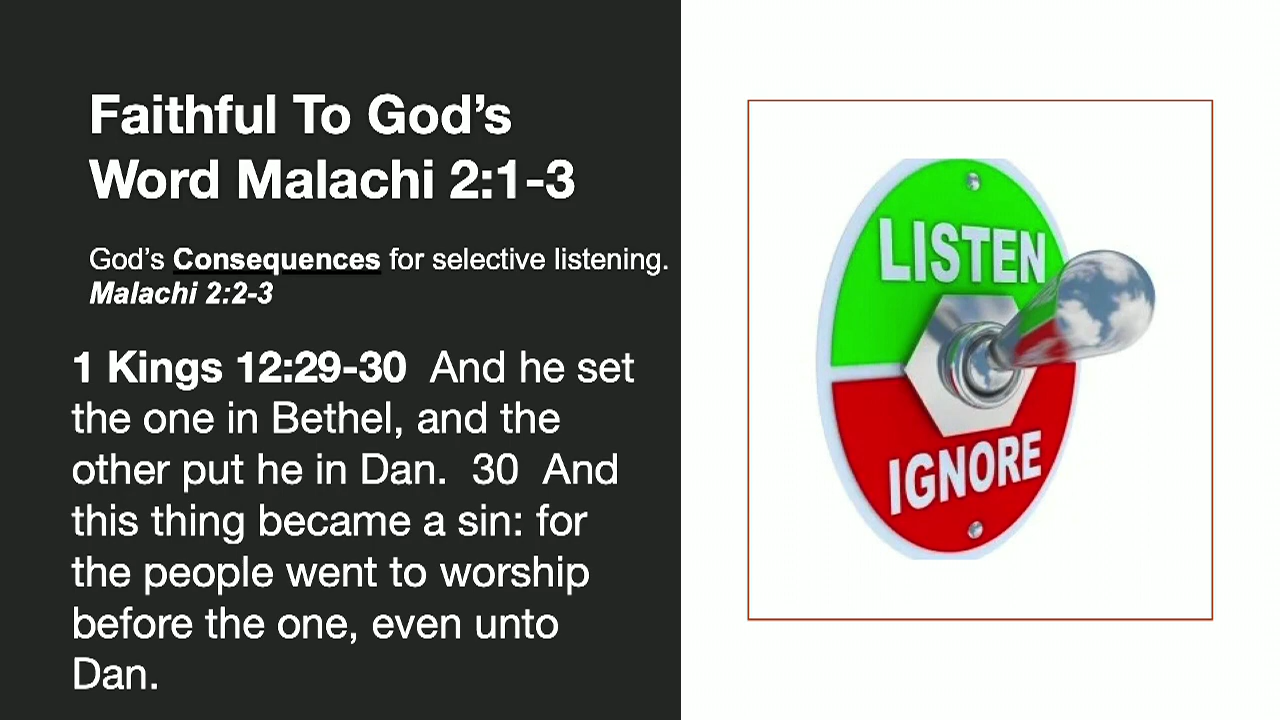 Faithful To God’s
Word Malachi 2:1-3
God’s Consequences for selective listening.
Malachi 2:2-3
1 Kings 12:29-30 And he set
the one in Bethel, and the
other put he in Dan. 30 And
this thing became a sin: for
the people went to worship
before the one, even unto
Dan.
LISTEN
IGNORE